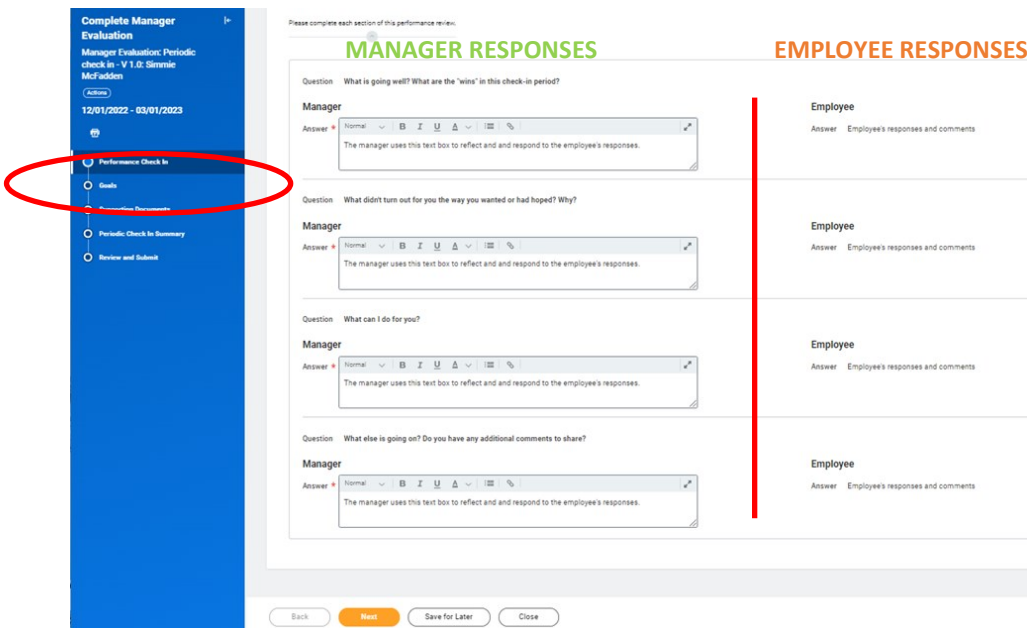 Complete Manager
Evaluation
Manager Evaluation: Periodic
check in - V 1.0: Simmie
McFadden
Actions
12/01/2022 - 03/01/2023
Performance Check In
Goals
Supporting Documents
Periodic Check In Summary
Review and Submit
Please complete each section of this performance review.
MANAGER RESPONSES EMPLOYEE RESPONSES
Question What is going well? What are the "wins" in this check-in period?
Manager Employee
Answer * Normal B I U A Answer Employee's responses and comments
The manager uses this text box to reflect and and respond to the employee's responses.
Question What didn't turn out for you the way you wanted or had hoped? Why?
Manager Employee
Answer * Normal B I U A Answer Employee's responses and comments
The manager uses this text box to reflect and and respond to the employee's responses.
Question What can I do for you?
Manager Employee
Answer * Normal B I U A Answer Employee's responses and comments
The manager uses this text box to reflect and and respond to the employee's responses.
Question What else is going on? Do you have any additional comments to share?
Manager Employee
Answer * Normal B I U A Answer Employee's responses and comments
The manager uses this text box to reflect and and respond to the employee's responses.
Back Next Save for Later Close